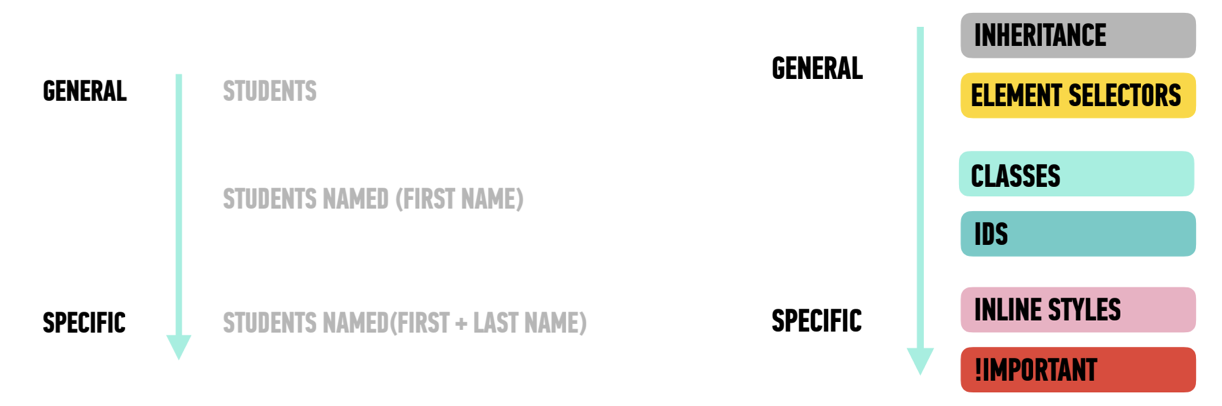 GENERAL
STUDENTS
STUDENTS NAMED (FIRST NAME)
SPECIFIC
STUDENTS NAMED(FIRST + LAST NAME)
GENERAL
INHERITANCE
ELEMENT SELECTORS
CLASSES
IDS
SPECIFIC
INLINE STYLES
!IMPORTANT